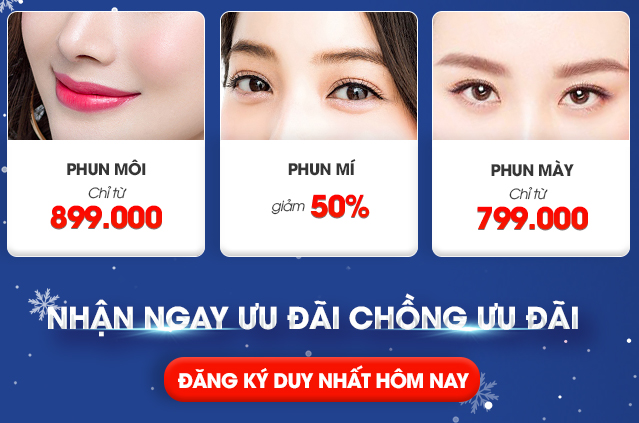 PHUN MÔI
Chỉ từ
899.000
PHUN MÍ
giảm 50%
PHUN MÀY
Chỉ từ
799.000
NHẬN NGAY ƯU ĐÃI CHỒNG ƯU ĐÃI
ĐĂNG KÝ DUY NHẤT HÔM NAY